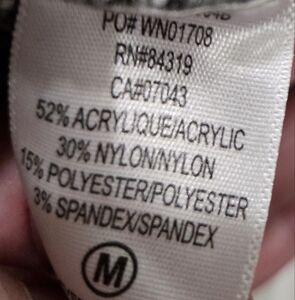 PO# WN01708
RN#84319
CA#07043
52% ACRYLIQUE/ACRYLIC
30% NYLON/NYLON
15% POLYESTER/POLYESTER
3% SPANDEX/SPANDEX
M